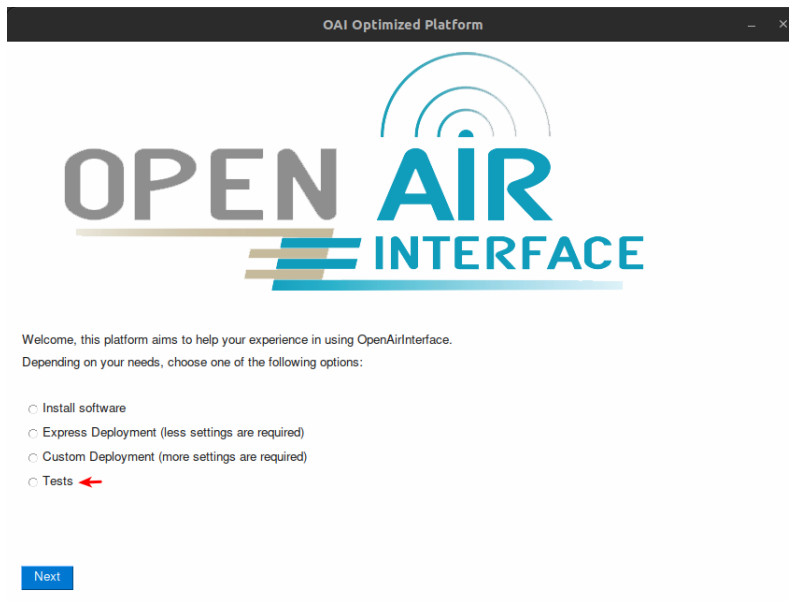 OAI Optimized Platform
OPEN AIR
INTERFACE
Welcome, this platform aims to help your experience in using OpenAirInterface.
Depending on your needs, choose one of the following options:
Install software
Express Deployment (less settings are required)
Custom Deployment (more settings are required)
Tests
Next